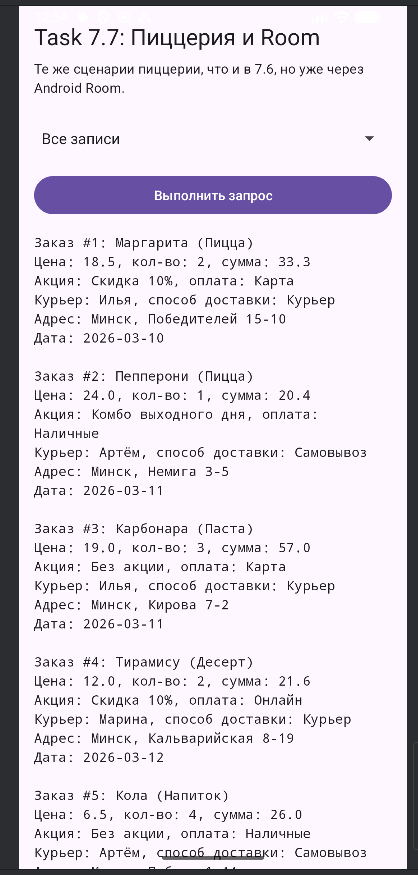 Task 7.7: Пиццерия и Room
Те же сценарии пиццерии, что и в 7.6, но уже через
Android Room.
Все записи
Выполнить запрос
Заказ #1: Маргарита (Пицца)
Цена: 18.5, кол-во: 2, сумма: 33.3
Акция: Скидка 10%, оплата: Карта
Курьер: Илья, способ доставки: Курьер
Адрес: Минск, Победителей 15-10
Дата: 2026-03-10
Заказ #2: Пепперони (Пицца)
Цена: 24.0, кол-во: 1, сумма: 20.4
Акция: Комбо выходного дня, оплата:
Наличные
Курьер: Артём, способ доставки: Самовывоз
Адрес: Минск, Немига 3-5
Дата: 2026-03-11
Заказ #3: Карбонара (Паста)
Цена: 19.0, кол-во: 3, сумма: 57.0
Акция: Без акции, оплата: Карта
Курьер: Илья, способ доставки: Курьер
Адрес: Минск, Кирова 7-2
Дата: 2026-03-11
Заказ #4: Тирамису (Десерт)
Цена: 12.0, кол-во: 2, сумма: 21.6
Акция: Скидка 10%, оплата: Онлайн
Курьер: Марина, способ доставки: Курьер
Адрес: Минск, Кальварийская 8-19
Дата: 2026-03-12
Заказ #5: Кола (Напиток)
Цена: 6.5, кол-во: 4, сумма: 26.0
Акция: Без акции, оплата: Наличные
Курьер: Артём, способ доставки: Самовывоз